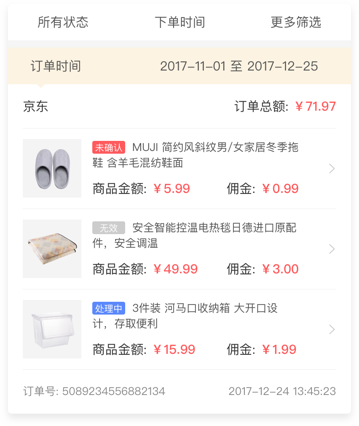 所有状态 下单时间 更多筛选
订单时间 2017-11-01 至 2017-12-25
京东 订单总额: ￥71.97
未确认 MUJI 简约风斜纹男/女家居冬季拖
鞋 含羊毛混纺鞋面
商品金额: ￥5.99 佣金: ￥0.99
无效 安全智能控温电热毯日德进口原配
件，安全调温
商品金额: ￥49.99 佣金: ￥3.00
处理中 3件装 河马口收纳箱 大开口设
计，存取便利
商品金额: ￥15.99 佣金: ￥1.99
订单号: 5089234556882134 2017-12-24 13:45:23